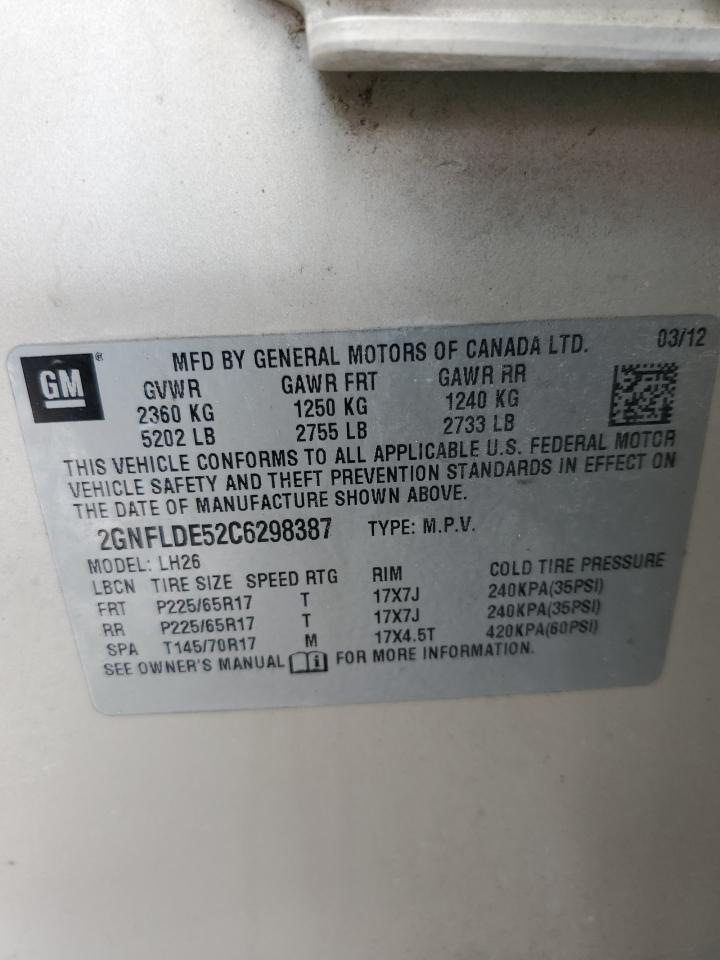 GM ® MFD BY GENERAL MOTORS OF CANADA LTD. 03/12
GVWR GAWR FRT GAWR RR
2360 KG 1250 KG 1240 KG
5202 LB 2755 LB 2733 LB
THIS VEHICLE CONFORMS TO ALL APPLICABLE U.S. FEDERAL MOTOR
VEHICLE SAFETY AND THEFT PREVENTION STANDARDS IN EFFECT ON
THE DATE OF MANUFACTURE SHOWN ABOVE.
2GNFLDE52C6298387 TYPE: M.P.V.
MODEL: LH26
LBCN TIRE SIZE SPEED RTG RIM COLD TIRE PRESSURE
FRT P225/65R17 T 17X7J 240KPA(35PSI)
RR P225/65R17 T 17X7J 240KPA(35PSI)
SPA T145/70R17 M 17X4.5T 420KPA(60PSI)
SEE OWNER'S MANUAL i FOR MORE INFORMATION.